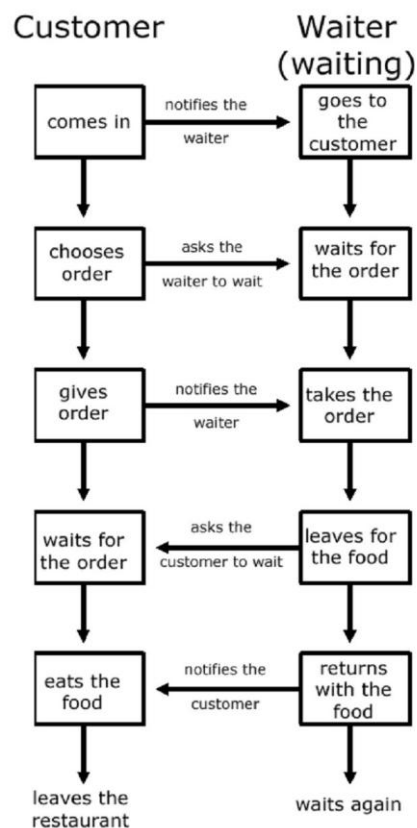 Customer
Waiter
(waiting)
comes in
notifies the
waiter
goes to
the
customer
chooses
order
asks the
waiter to wait
waits for
the order
gives
order
notifies the
waiter
takes the
order
waits for
the order
asks the
customer to wait
leaves for
the food
eats the
food
notifies the
customer
returns
with the
food
leaves the
restaurant
waits again